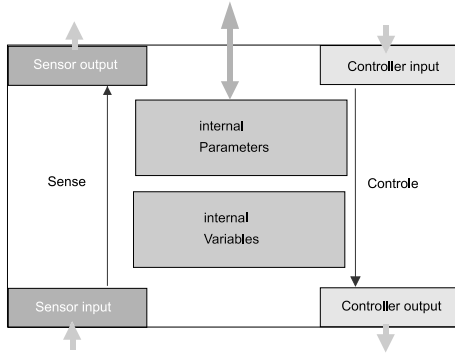 Sensor output
Controller input
internal
Parameters
Sense
Controle
internal
Variables
Sensor input
Controller output